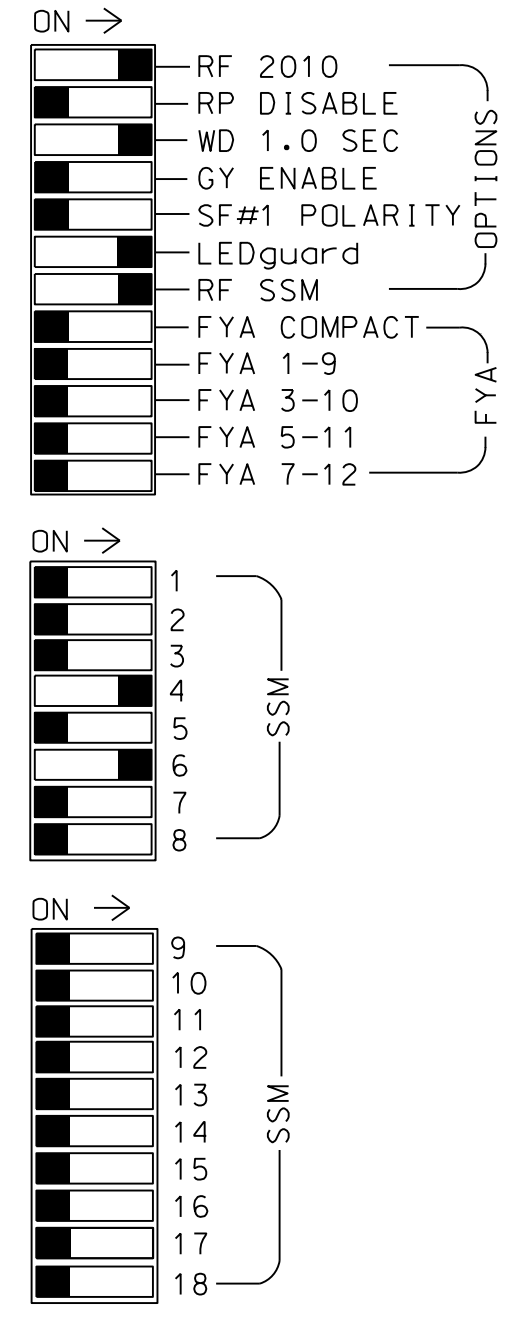 ON →
RF 2010
RP DISABLE
WD 1.0 SEC
GY ENABLE
SF#1 POLARITY
LEDguard
RF SSM
OPTIONS
FYA COMPACT
FYA 1-9
FYA 3-10
FYA 5-11
FYA 7-12
FYA
ON →
1
2
3
4
5
6
7
8
SSM
ON →
9
10
11
12
13
14
15
16
17
18
SSM